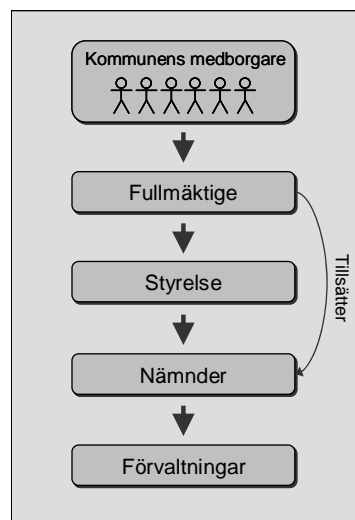 Kommunens medborgare
Fullmäktige
Styrelse
Tillsätter
Nämnder
Förvaltningar